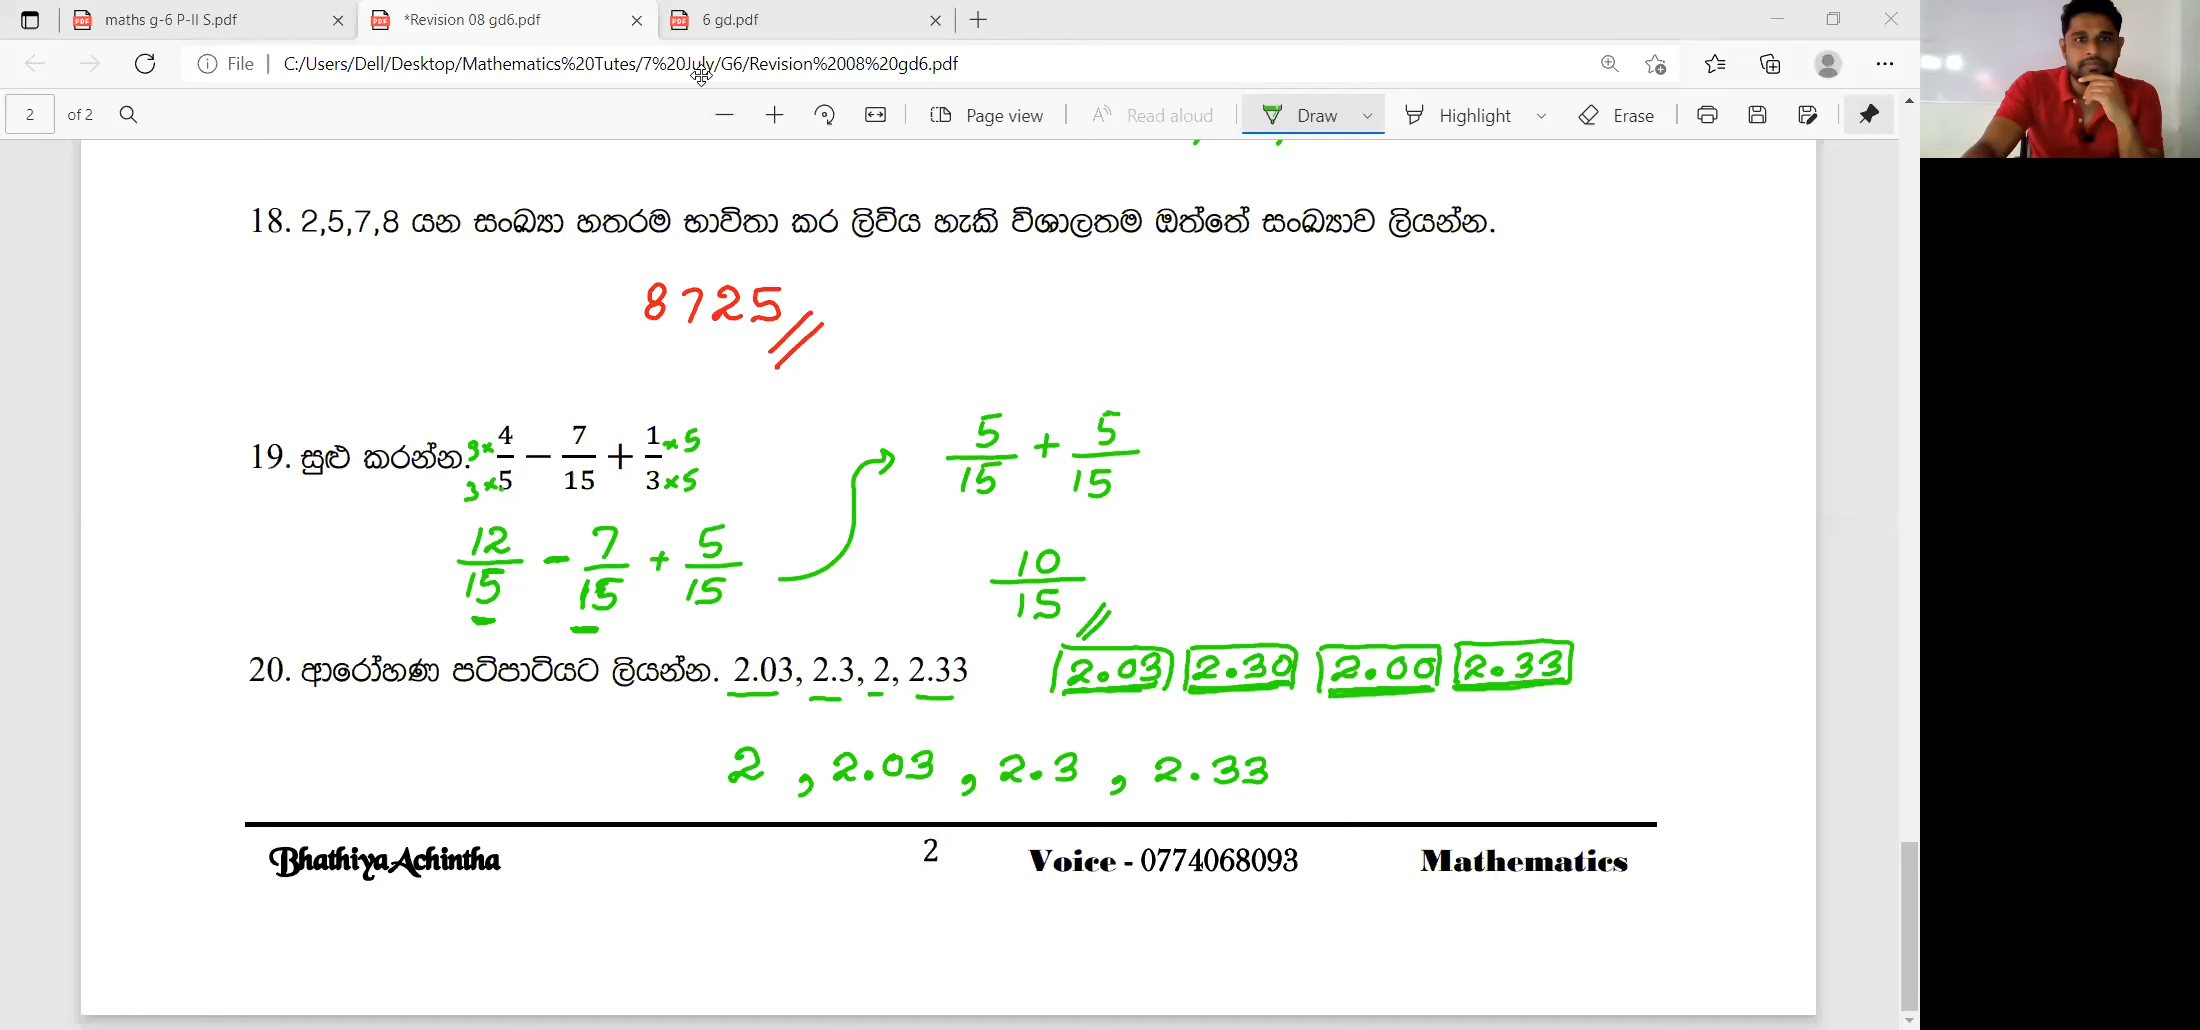 maths g-6 P-II S.pdf
*Revision 08 gd6.pdf
6 gd.pdf
File
C:/Users/Dell/Desktop/Mathematics%20Tutes/7%20July/G6/Revision%2008%20gd6.pdf
2 of 2
Page view
Read aloud
Draw
Highlight
Erase
18. 2,5,7,8 යන සංඛ්‍යා හතරම භාවිතා කර ලිවිය හැකි විශාලතම ඔත්තේ සංඛ්‍යාව ලියන්න.
8725
19. සුළු කරන්න. 3× 4/5 3× − 7/15 + 1/3 ×5 ×5
5/15 + 5/15
12/15 - 7/15 + 5/15
10/15
20. ආරෝහණ පටිපාටියට ලියන්න. 2.03, 2.3, 2, 2.33
2.03 2.30 2.00 2.33
2 , 2.03 , 2.3 , 2.33
Bhathiya Achintha
2
Voice - 0774068093
Mathematics